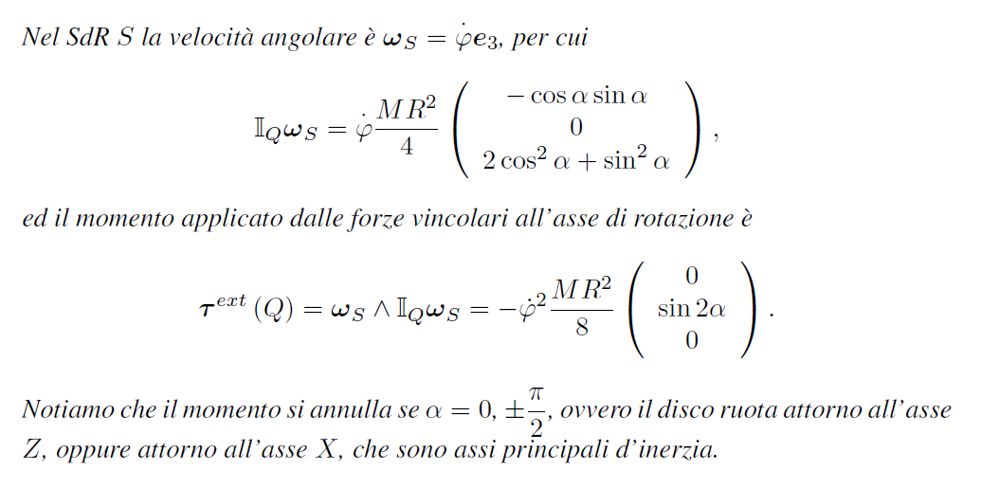 Nel SdR S la velocità angolare è ω_S = φ̇e₃, per cui
𝕀_Q ω_S = φ̇ MR²/4 ( − cos α sin α
0
2 cos² α + sin² α ) ,
ed il momento applicato dalle forze vincolari all'asse di rotazione è
τ^ext (Q) = ω_S ∧ 𝕀_Q ω_S = −φ̇² MR²/8 ( 0
sin 2α
0 ) .
Notiamo che il momento si annulla se α = 0, ±π/2, ovvero il disco ruota attorno all'asse
Z, oppure attorno all'asse X, che sono assi principali d'inerzia.